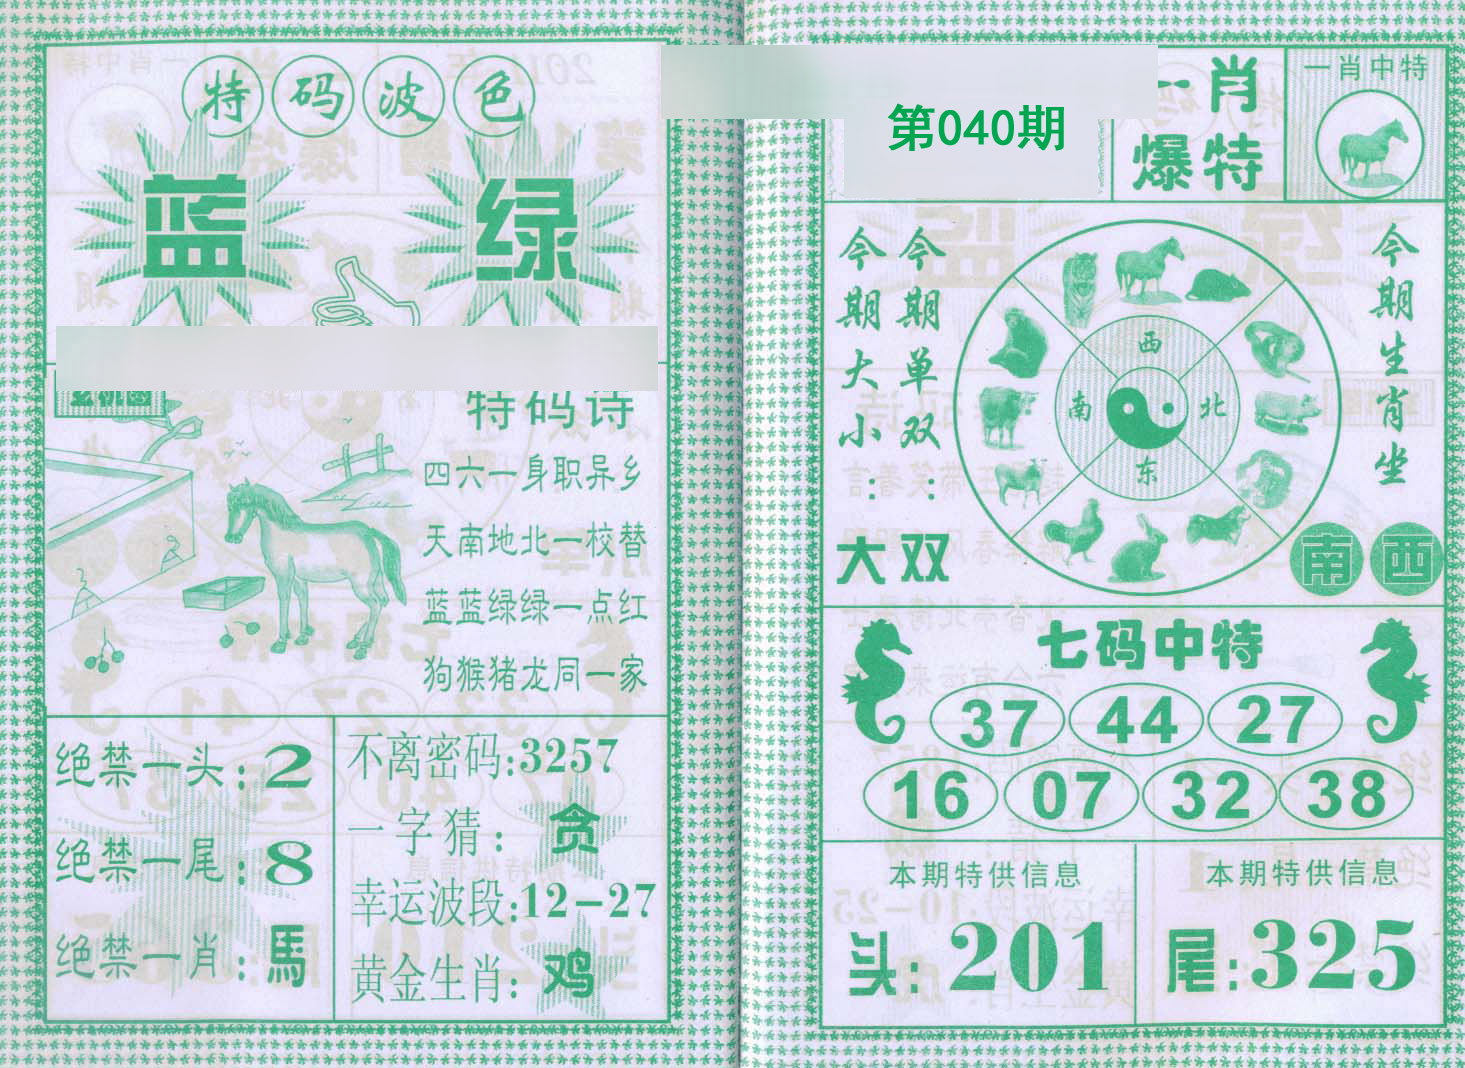 特码波色
蓝 绿
特码诗
四六一身职异乡
天南地北一校替
蓝蓝绿绿一点红
狗猴猪龙同一家
绝禁一头:2
绝禁一尾:8
绝禁一肖:馬
不离密码:3257
一字猜:贪
幸运波段:12-27
黄金生肖:鸡
第040期
一肖
爆特
一肖中特
今期大小:大
今期单双:双
西
南 北
东
今期生肖坐
南 西
七码中特
37 44 27
16 07 32 38
本期特供信息
头:201
本期特供信息
尾:325